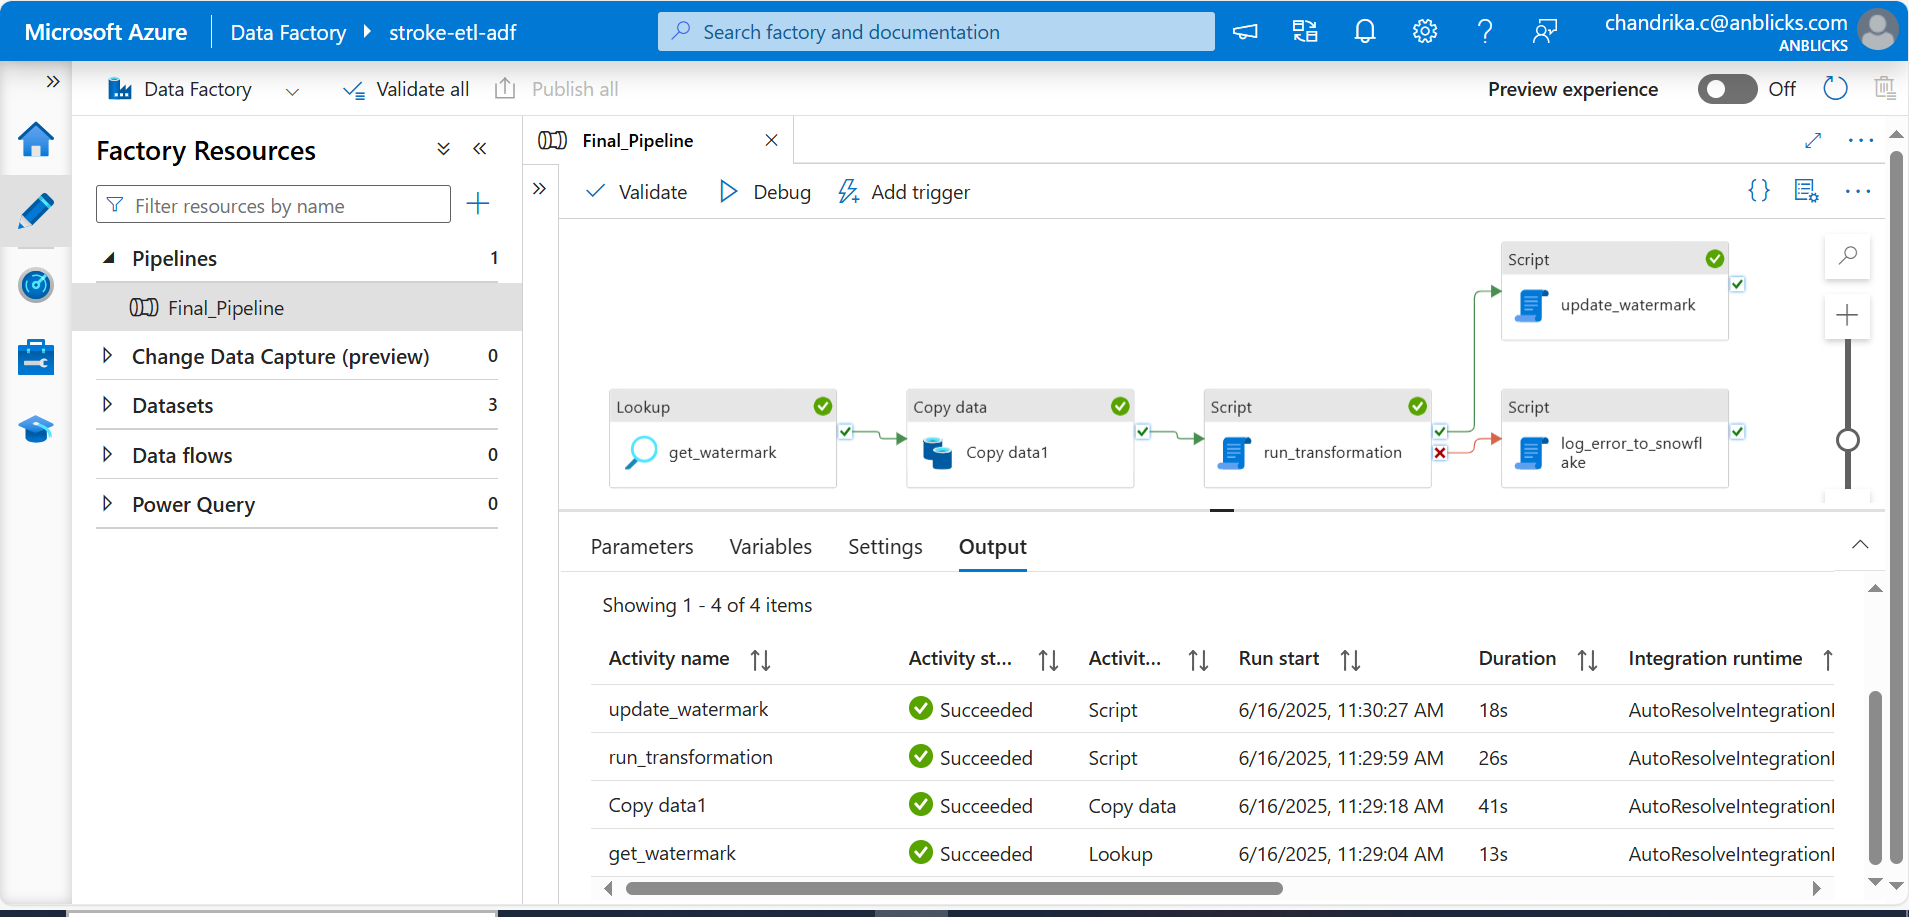 Microsoft Azure
Data Factory
stroke-etl-adf
Search factory and documentation
chandrika.c@anblicks.com
ANBLICKS
Data Factory
Validate all
Publish all
Preview experience
Off
Factory Resources
Filter resources by name
Pipelines 1
Final_Pipeline
Change Data Capture (preview) 0
Datasets 3
Data flows 0
Power Query 0
Final_Pipeline
Validate
Debug
Add trigger
Script
update_watermark
Lookup
get_watermark
Copy data
Copy data1
Script
run_transformation
Script
log_error_to_snowfl
ake
Parameters Variables Settings Output
Showing 1 - 4 of 4 items
Activity name Activity st... Activit... Run start Duration Integration runtime
update_watermark Succeeded Script 6/16/2025, 11:30:27 AM 18s AutoResolveIntegration
run_transformation Succeeded Script 6/16/2025, 11:29:59 AM 26s AutoResolveIntegration
Copy data1 Succeeded Copy data 6/16/2025, 11:29:18 AM 41s AutoResolveIntegration
get_watermark Succeeded Lookup 6/16/2025, 11:29:04 AM 13s AutoResolveIntegration